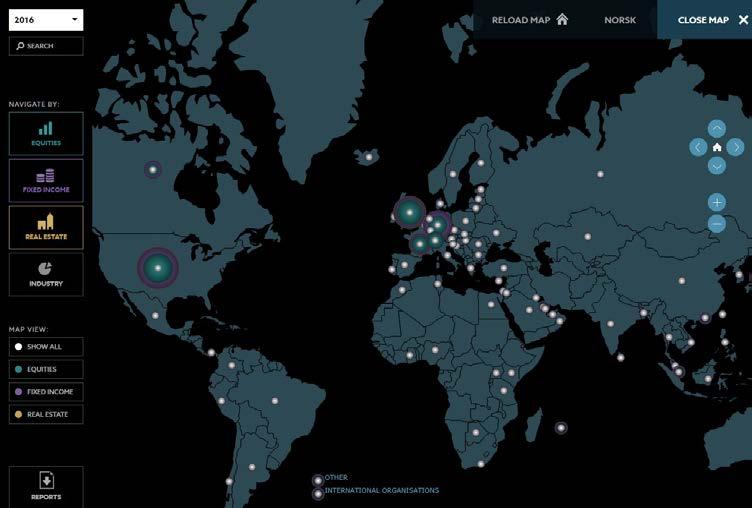 2016
RELOAD MAP
NORSK
CLOSE MAP
SEARCH
NAVIGATE BY:
EQUITIES
FIXED INCOME
REAL ESTATE
INDUSTRY
MAP VIEW:
SHOW ALL
EQUITIES
FIXED INCOME
REAL ESTATE
REPORTS
OTHER
INTERNATIONAL ORGANISATIONS